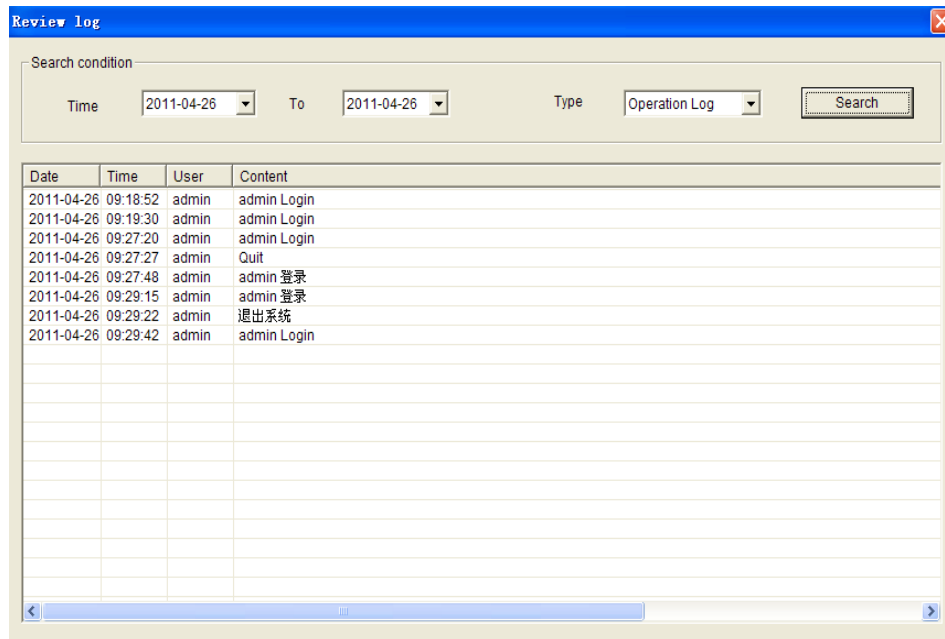 Review log
Search condition
Time 2011-04-26 To 2011-04-26 Type Operation Log Search
Date Time User Content
2011-04-26 09:18:52 admin admin Login
2011-04-26 09:19:30 admin admin Login
2011-04-26 09:27:20 admin admin Login
2011-04-26 09:27:27 admin Quit
2011-04-26 09:27:48 admin admin 登录
2011-04-26 09:29:15 admin admin 登录
2011-04-26 09:29:22 admin 退出系统
2011-04-26 09:29:42 admin admin Login